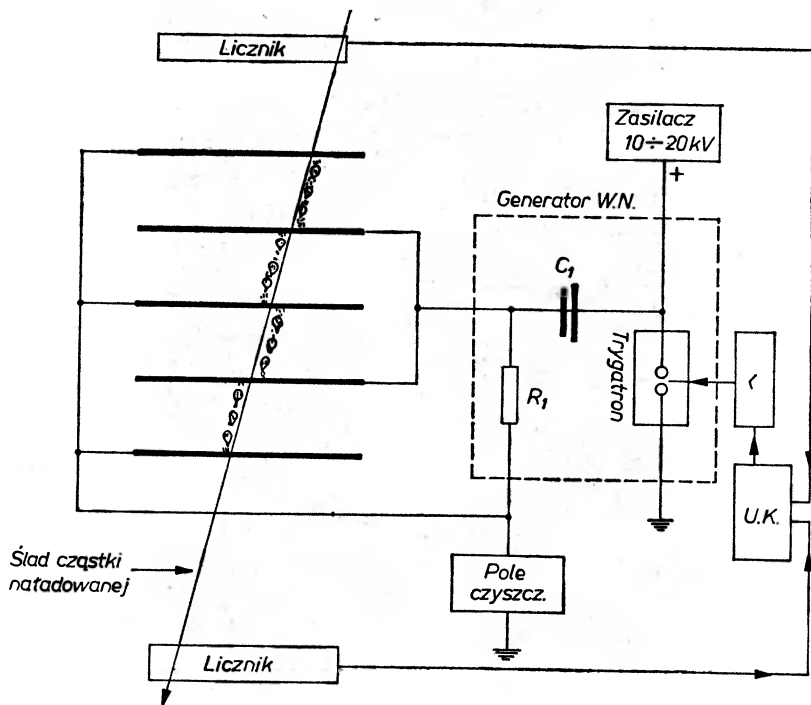 Licznik
Zasilacz
10÷20kV
+
Generator W.N.
C₁
Trygatron
R₁
<
U.K.
Ślad cząstki
naładowanej
Pole
czyszcz.
Licznik